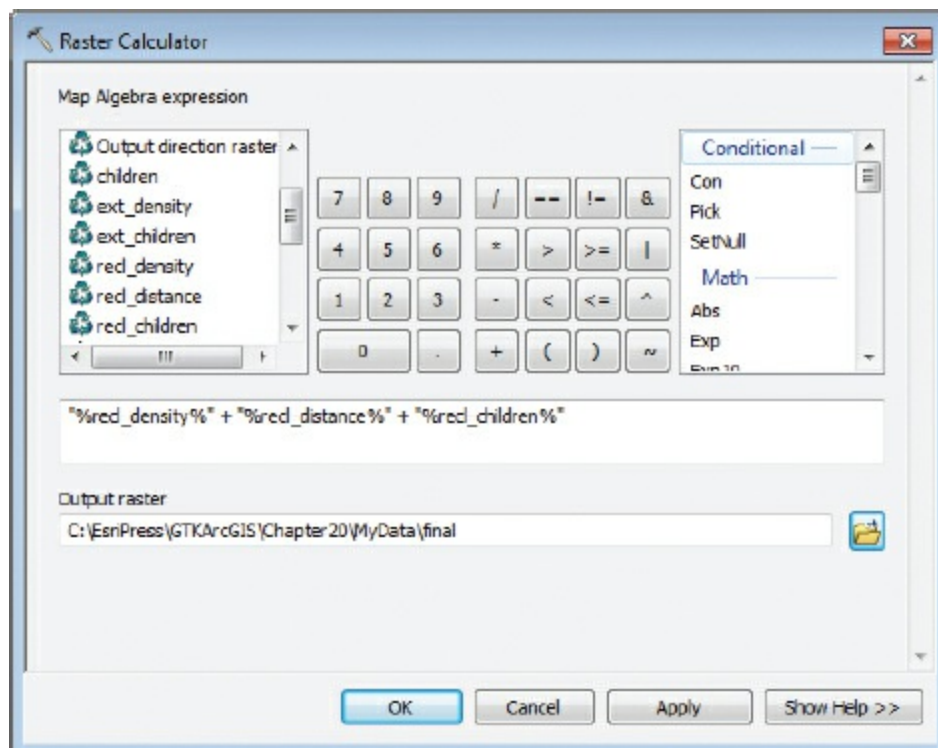 Raster Calculator
Map Algebra expression
Output direction raster
children
ext_density
ext_children
recl_density
recl_distance
recl_children
7 8 9 / == != &
4 5 6 * > >= |
1 2 3 - < <= ^
0 . + ( ) ~
Conditional
Con
Pick
SetNull
Math
Abs
Exp
Exp10
"%recl_density%" + "%recl_distance%" + "%recl_children%"
Output raster
C:\EsriPress\GTKArcGIS\Chapter20\MyData\final
OK Cancel Apply Show Help >>